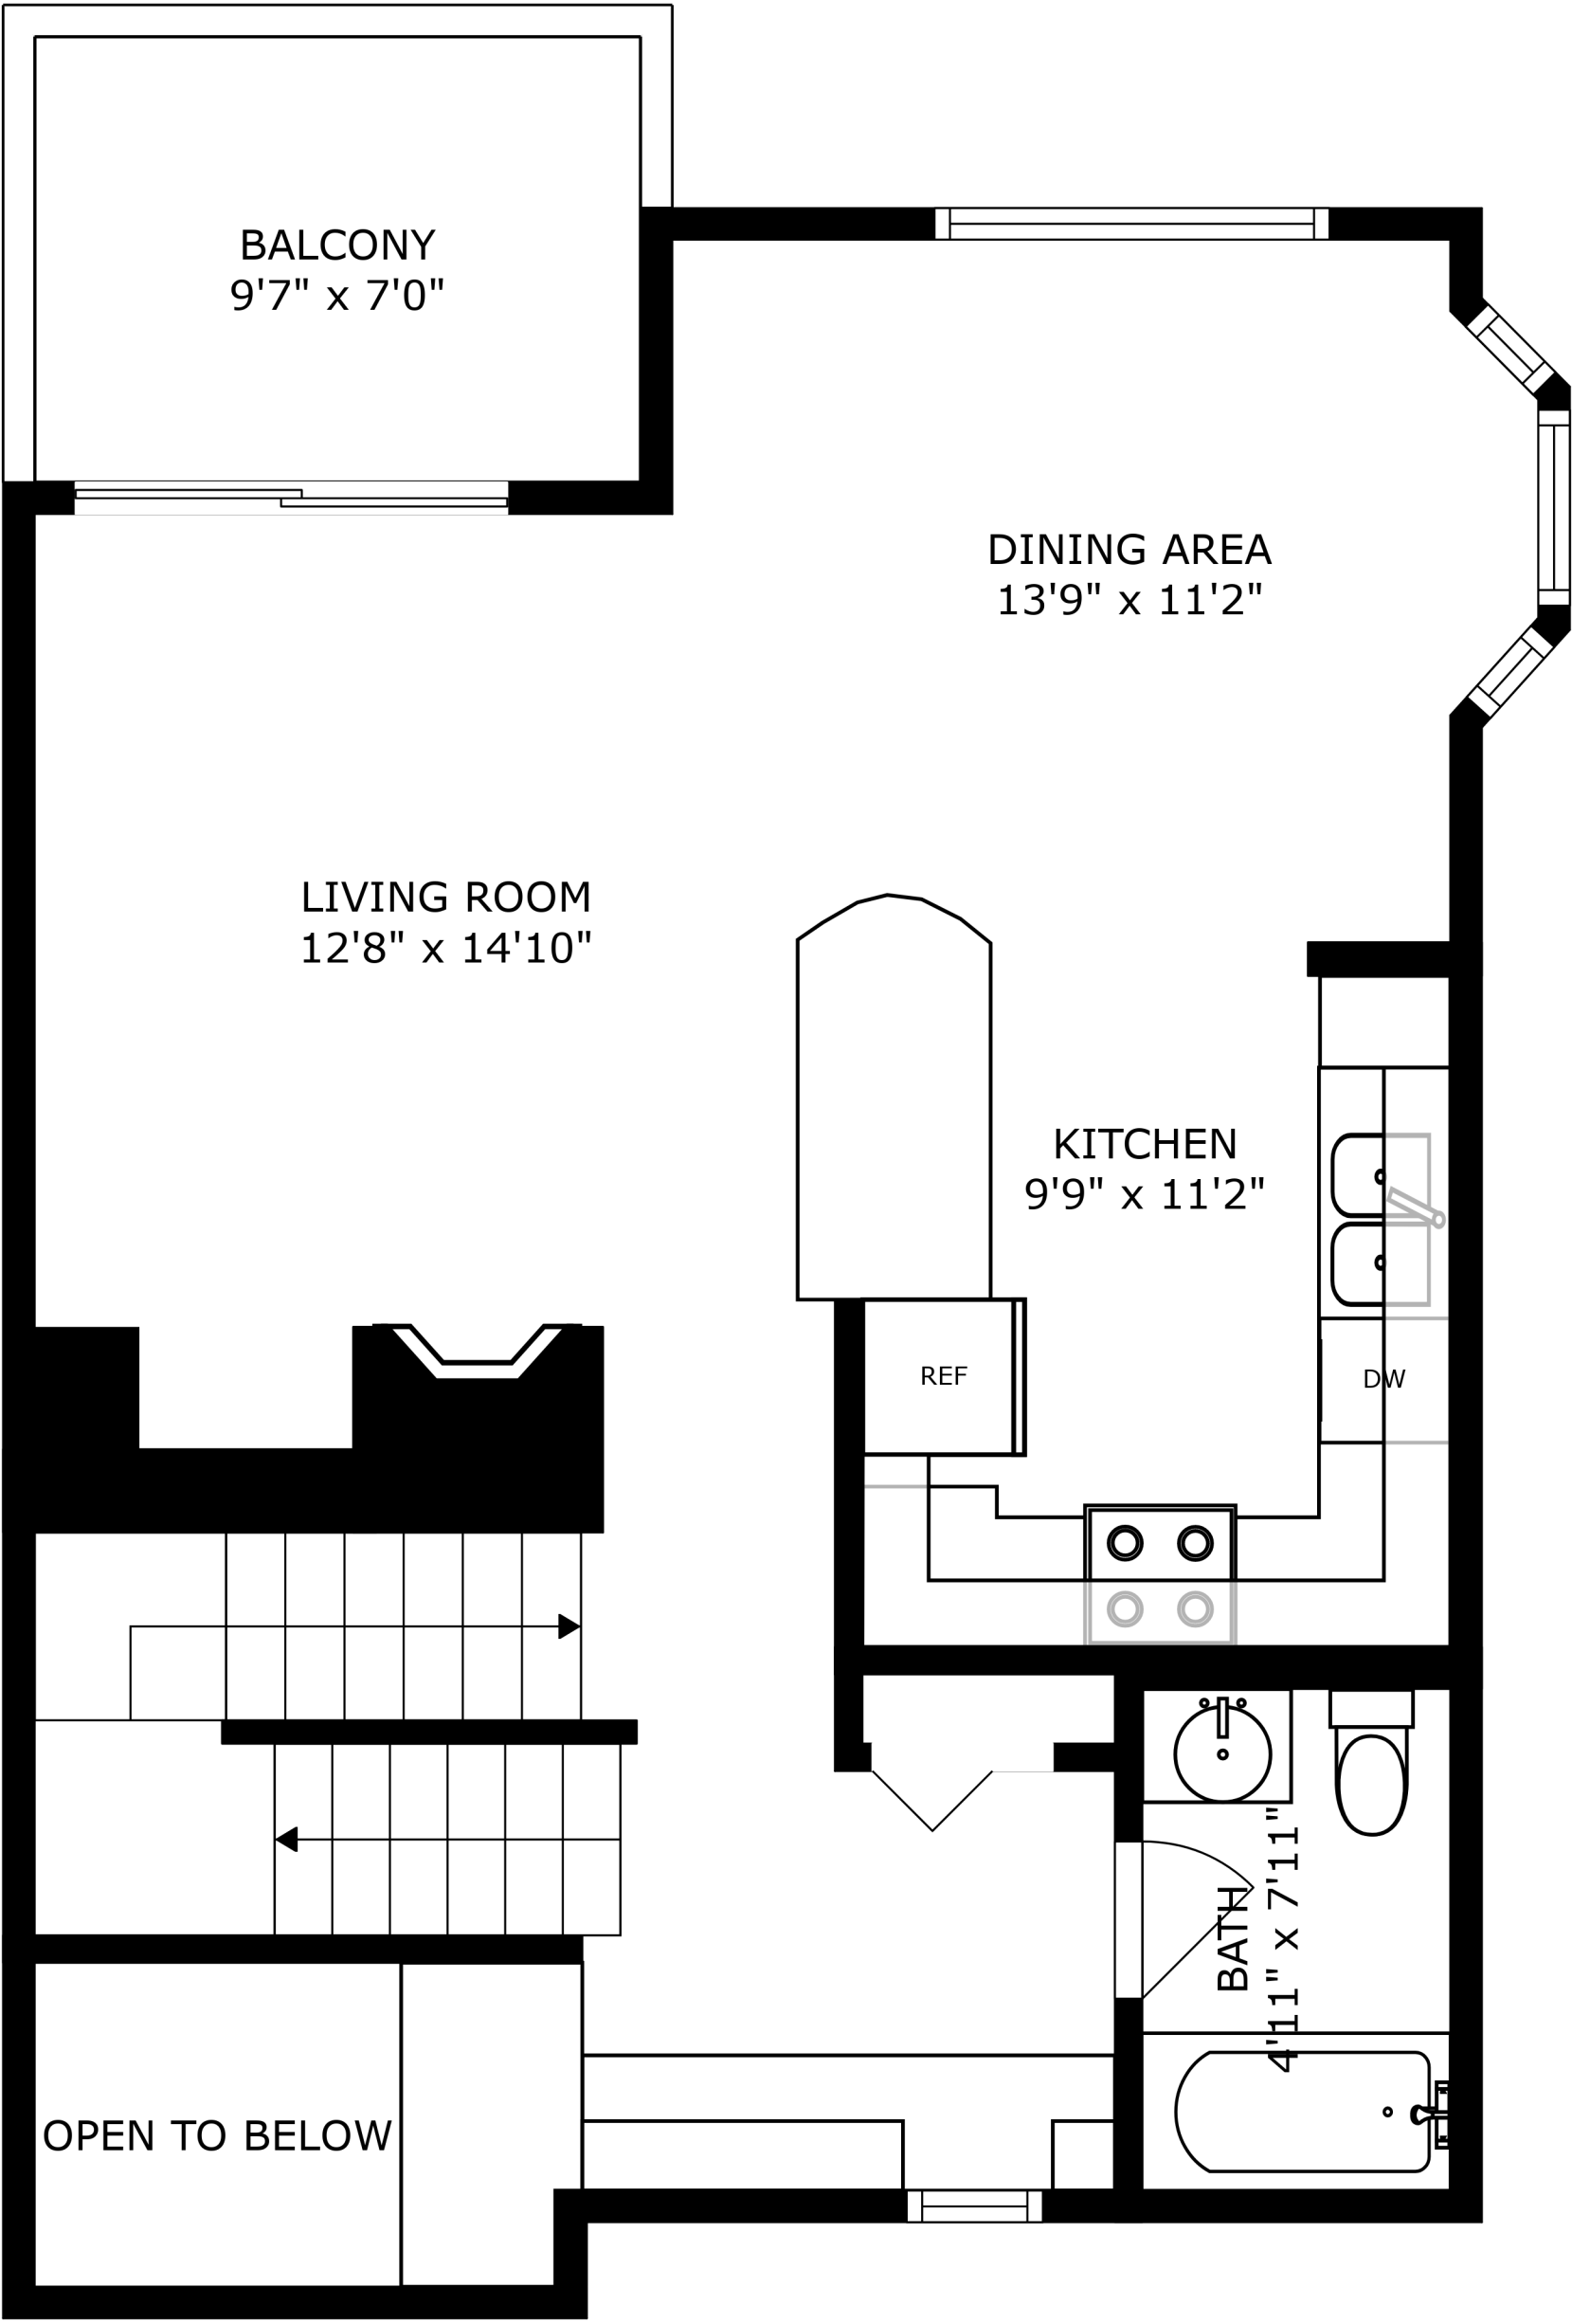 BALCONY
9'7" x 7'0"
DINING AREA
13'9" x 11'2"
LIVING ROOM
12'8" x 14'10"
KITCHEN
9'9" x 11'2"
REF
DW
BATH
4'11" x 7'11"
OPEN TO BELOW